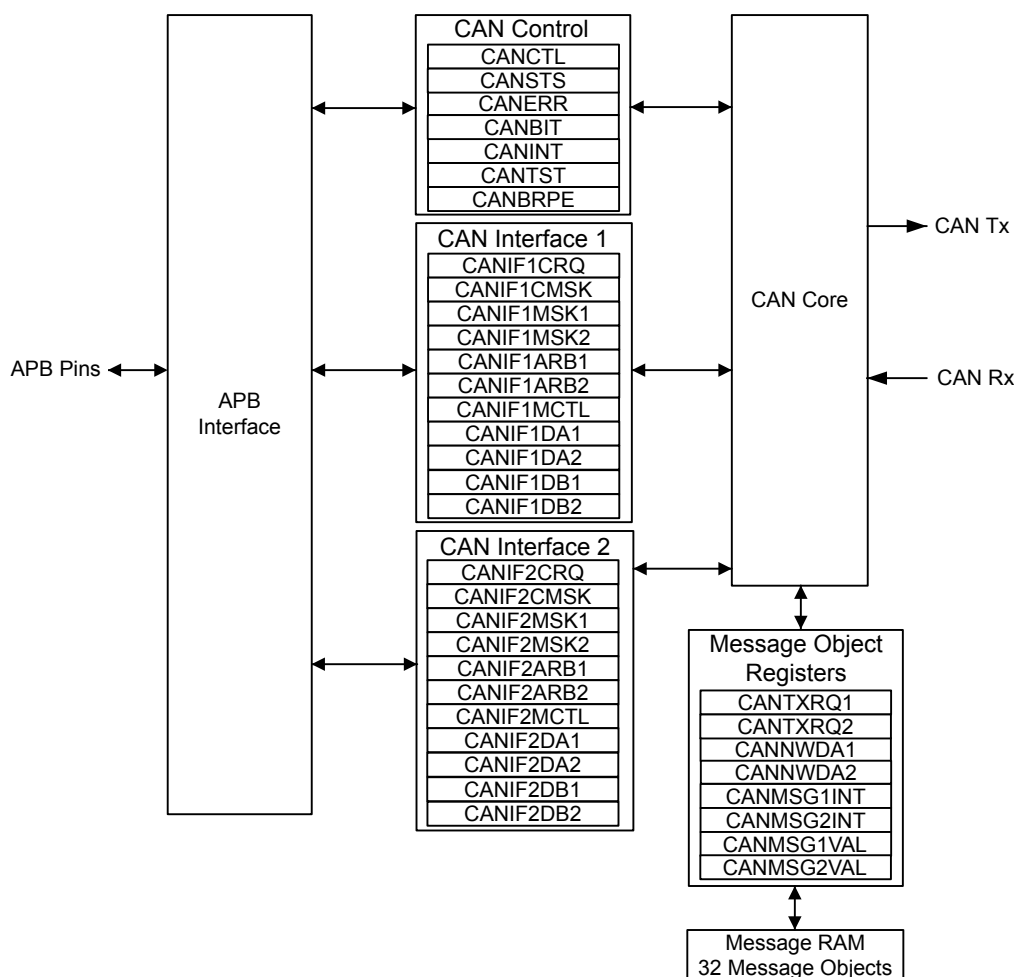 CAN Control
CANCTL
CANSTS
CANERR
CANBIT
CANINT
CANTST
CANBRPE
CAN Interface 1
CANIF1CRQ
CANIF1CMSK
CANIF1MSK1
CANIF1MSK2
CANIF1ARB1
CANIF1ARB2
CANIF1MCTL
CANIF1DA1
CANIF1DA2
CANIF1DB1
CANIF1DB2
CAN Interface 2
CANIF2CRQ
CANIF2CMSK
CANIF2MSK1
CANIF2MSK2
CANIF2ARB1
CANIF2ARB2
CANIF2MCTL
CANIF2DA1
CANIF2DA2
CANIF2DB1
CANIF2DB2
APB Pins
APB
Interface
CAN Core
CAN Tx
CAN Rx
Message Object
Registers
CANTXRQ1
CANTXRQ2
CANNWDA1
CANNWDA2
CANMSG1INT
CANMSG2INT
CANMSG1VAL
CANMSG2VAL
Message RAM
32 Message Objects